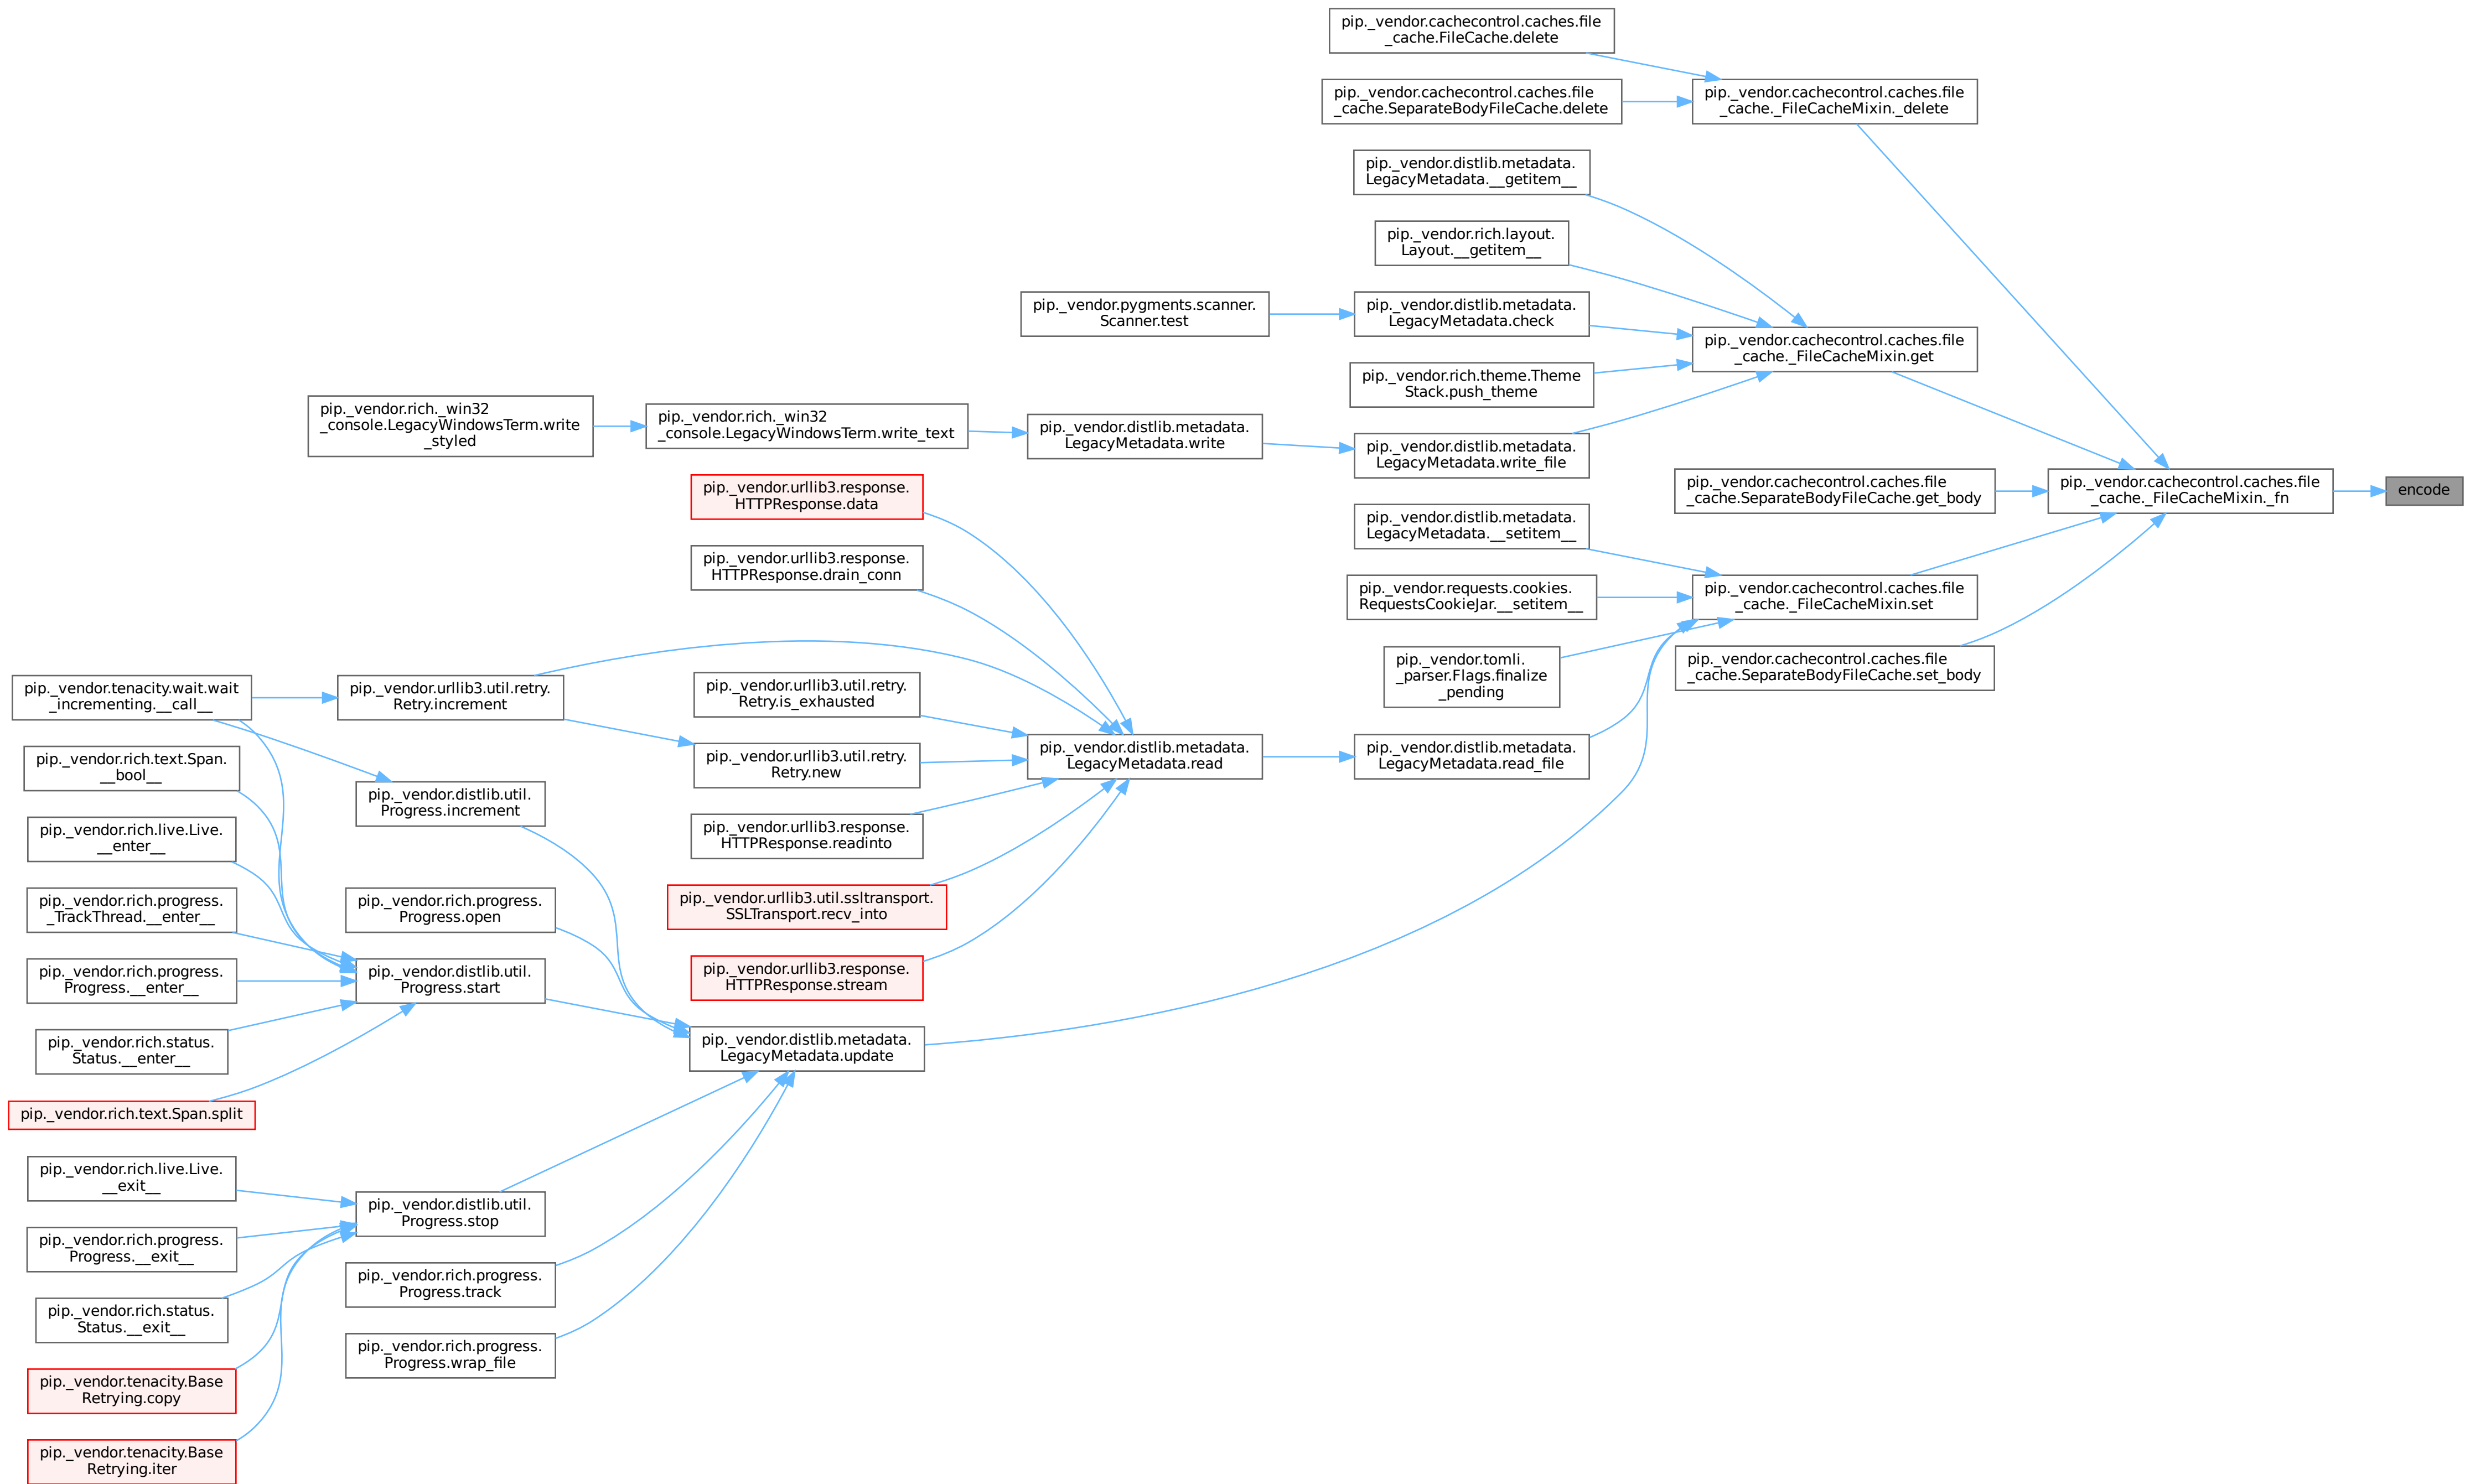 pip._vendor.cachecontrol.caches.file
_cache.FileCache.delete
pip._vendor.cachecontrol.caches.file
_cache.SeparateBodyFileCache.delete
pip._vendor.cachecontrol.caches.file
_cache._FileCacheMixin._delete
pip._vendor.distlib.metadata.
LegacyMetadata.__getitem__
pip._vendor.rich.layout.
Layout.__getitem__
pip._vendor.pygments.scanner.
Scanner.test
pip._vendor.distlib.metadata.
LegacyMetadata.check
pip._vendor.cachecontrol.caches.file
_cache._FileCacheMixin.get
pip._vendor.rich.theme.Theme
Stack.push_theme
pip._vendor.rich._win32
_console.LegacyWindowsTerm.write
_styled
pip._vendor.rich._win32
_console.LegacyWindowsTerm.write_text
pip._vendor.distlib.metadata.
LegacyMetadata.write
pip._vendor.distlib.metadata.
LegacyMetadata.write_file
pip._vendor.urllib3.response.
HTTPResponse.data
pip._vendor.cachecontrol.caches.file
_cache.SeparateBodyFileCache.get_body
pip._vendor.cachecontrol.caches.file
_cache._FileCacheMixin._fn
encode
pip._vendor.distlib.metadata.
LegacyMetadata.__setitem__
pip._vendor.urllib3.response.
HTTPResponse.drain_conn
pip._vendor.requests.cookies.
RequestsCookieJar.__setitem__
pip._vendor.cachecontrol.caches.file
_cache._FileCacheMixin.set
pip._vendor.tomli.
_parser.Flags.finalize
_pending
pip._vendor.cachecontrol.caches.file
_cache.SeparateBodyFileCache.set_body
pip._vendor.tenacity.wait.wait
_incrementing.__call__
pip._vendor.urllib3.util.retry.
Retry.increment
pip._vendor.urllib3.util.retry.
Retry.is_exhausted
pip._vendor.rich.text.Span.
__bool__
pip._vendor.urllib3.util.retry.
Retry.new
pip._vendor.distlib.metadata.
LegacyMetadata.read
pip._vendor.distlib.metadata.
LegacyMetadata.read_file
pip._vendor.distlib.util.
Progress.increment
pip._vendor.rich.live.Live.
__enter__
pip._vendor.urllib3.response.
HTTPResponse.readinto
pip._vendor.rich.progress.
_TrackThread.__enter__
pip._vendor.rich.progress.
Progress.open
pip._vendor.urllib3.util.ssltransport.
SSLTransport.recv_into
pip._vendor.rich.progress.
Progress.__enter__
pip._vendor.distlib.util.
Progress.start
pip._vendor.urllib3.response.
HTTPResponse.stream
pip._vendor.rich.status.
Status.__enter__
pip._vendor.distlib.metadata.
LegacyMetadata.update
pip._vendor.rich.text.Span.split
pip._vendor.rich.live.Live.
__exit__
pip._vendor.distlib.util.
Progress.stop
pip._vendor.rich.progress.
Progress.__exit__
pip._vendor.rich.progress.
Progress.track
pip._vendor.rich.status.
Status.__exit__
pip._vendor.rich.progress.
Progress.wrap_file
pip._vendor.tenacity.Base
Retrying.copy
pip._vendor.tenacity.Base
Retrying.iter